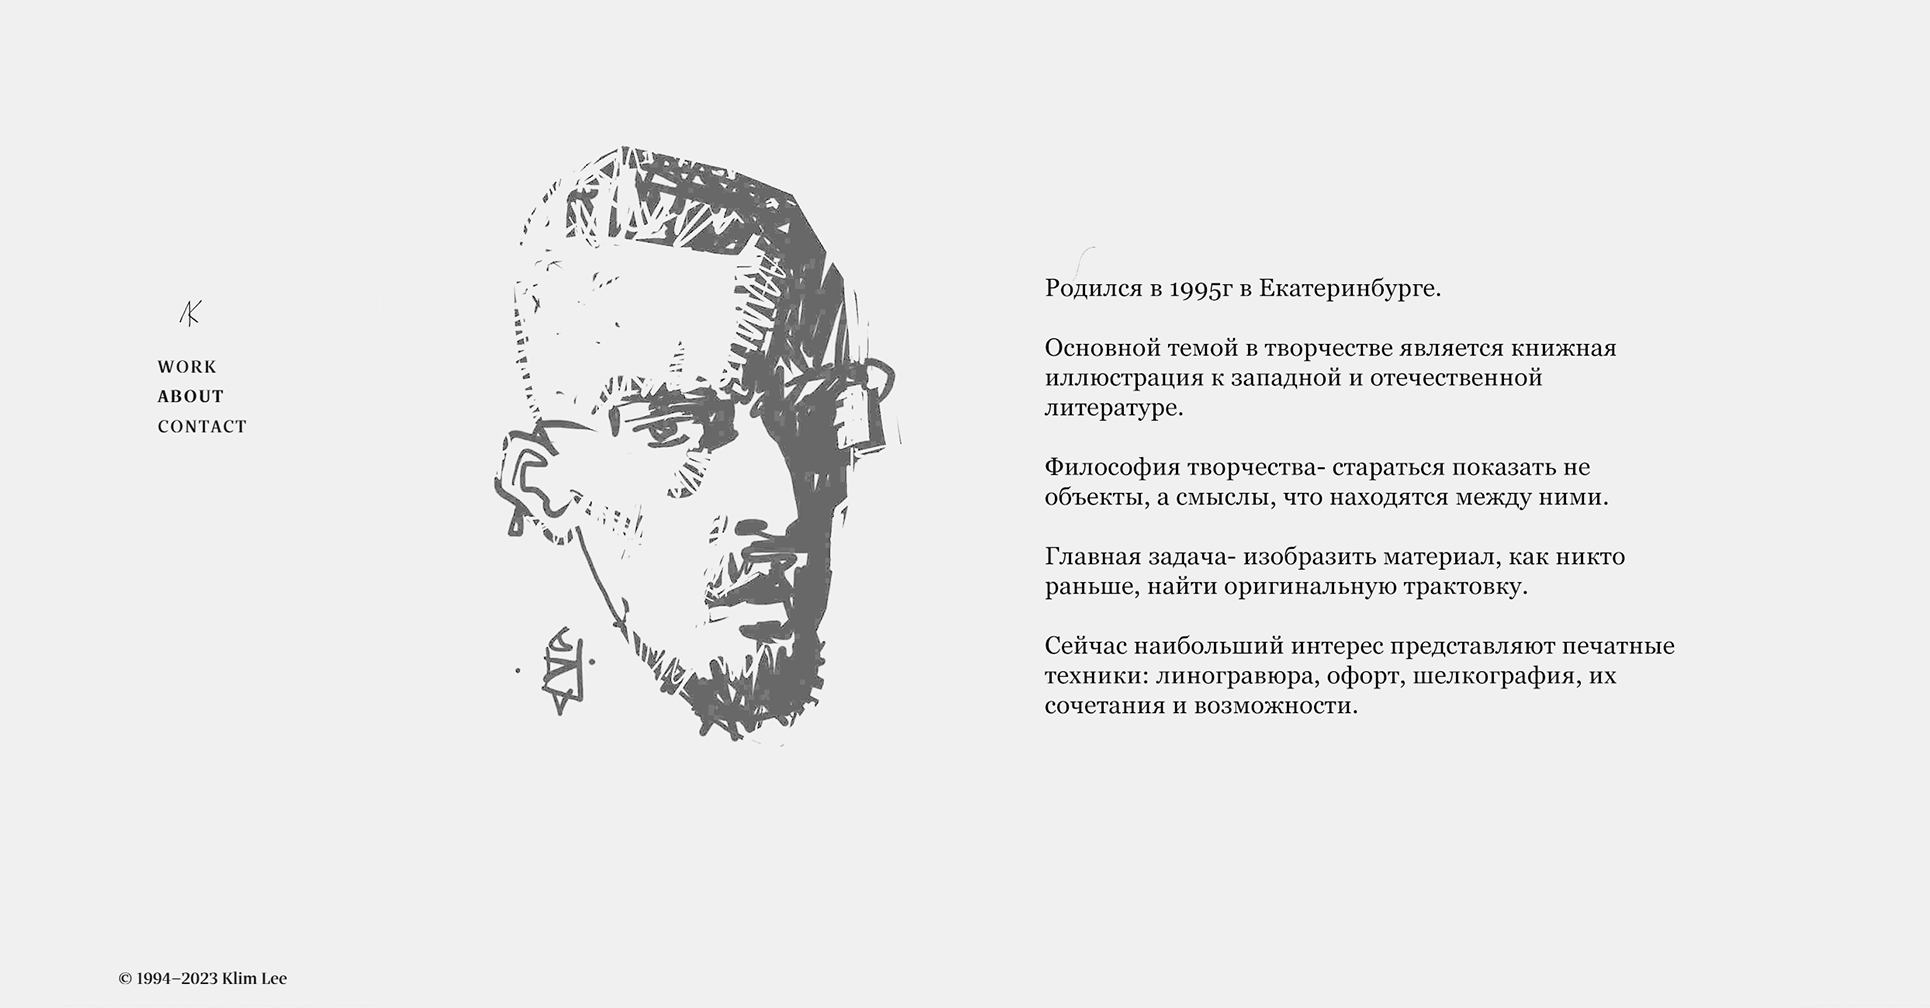 WORK
ABOUT
CONTACT
Родился в 1995г в Екатеринбурге.
Основной темой в творчестве является книжная
иллюстрация к западной и отечественной
литературе.
Философия творчества- стараться показать не
объекты, а смыслы, что находятся между ними.
Главная задача- изобразить материал, как никто
раньше, найти оригинальную трактовку.
Сейчас наибольший интерес представляют печатные
техники: линогравюра, офорт, шелкография, их
сочетания и возможности.
© 1994–2023 Klim Lee